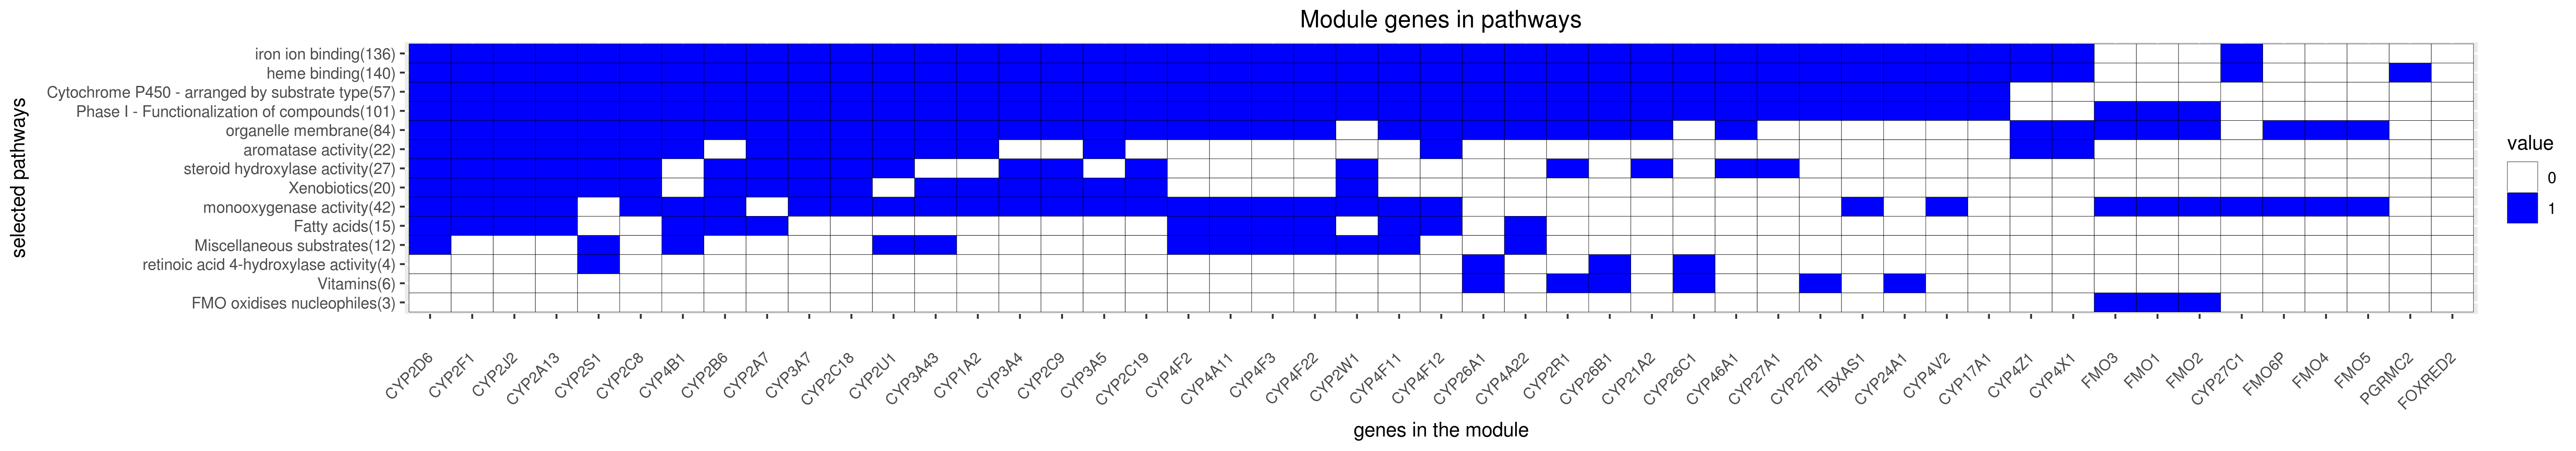 Module genes in pathways
selected pathways
iron ion binding(136)
heme binding(140)
Cytochrome P450 - arranged by substrate type(57)
Phase I - Functionalization of compounds(101)
organelle membrane(84)
aromatase activity(22)
steroid hydroxylase activity(27)
Xenobiotics(20)
monooxygenase activity(42)
Fatty acids(15)
Miscellaneous substrates(12)
retinoic acid 4-hydroxylase activity(4)
Vitamins(6)
FMO oxidises nucleophiles(3)
value
0
1
CYP2D6
CYP2F1
CYP2J2
CYP2A13
CYP2S1
CYP2C8
CYP4B1
CYP2B6
CYP2A7
CYP3A7
CYP2C18
CYP2U1
CYP3A43
CYP1A2
CYP3A4
CYP2C9
CYP3A5
CYP2C19
CYP4F2
CYP4A11
CYP4F3
CYP4F22
CYP2W1
CYP4F11
CYP4F12
CYP26A1
CYP4A22
CYP2R1
CYP26B1
CYP21A2
CYP26C1
CYP46A1
CYP27A1
CYP27B1
TBXAS1
CYP24A1
CYP4V2
CYP17A1
CYP4Z1
CYP4X1
FMO3
FMO1
FMO2
CYP27C1
FMO6P
FMO4
FMO5
PGRMC2
FOXRED2
genes in the module